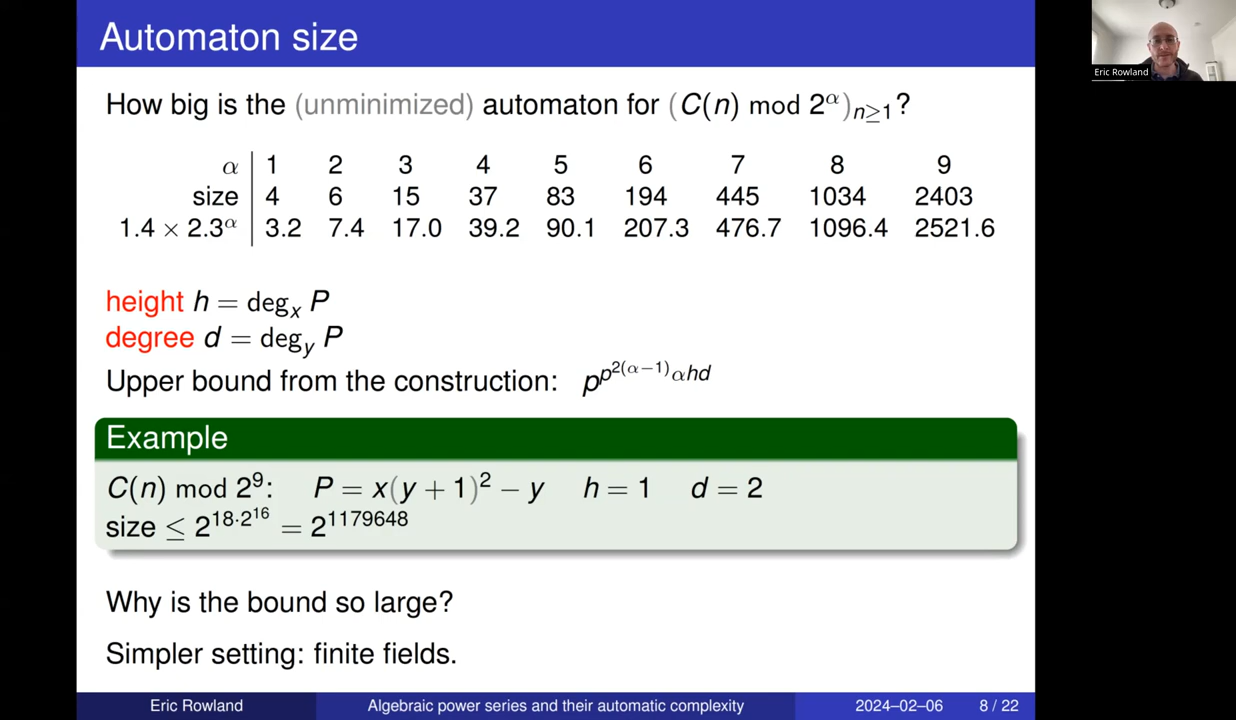 Automaton size
Eric Rowland
How big is the (unminimized) automaton for (C(n) mod 2^α)_{n≥1}?
α | 1 2 3 4 5 6 7 8 9
size | 4 6 15 37 83 194 445 1034 2403
1.4 × 2.3^α | 3.2 7.4 17.0 39.2 90.1 207.3 476.7 1096.4 2521.6
height h = deg_x P
degree d = deg_y P
Upper bound from the construction: p^{p^{2(α−1)}αhd}
Example
C(n) mod 2^9: P = x(y + 1)^2 − y h = 1 d = 2
size ≤ 2^{18·2^{16}} = 2^{1179648}
Why is the bound so large?
Simpler setting: finite fields.
Eric Rowland Algebraic power series and their automatic complexity 2024–02–06 8 / 22